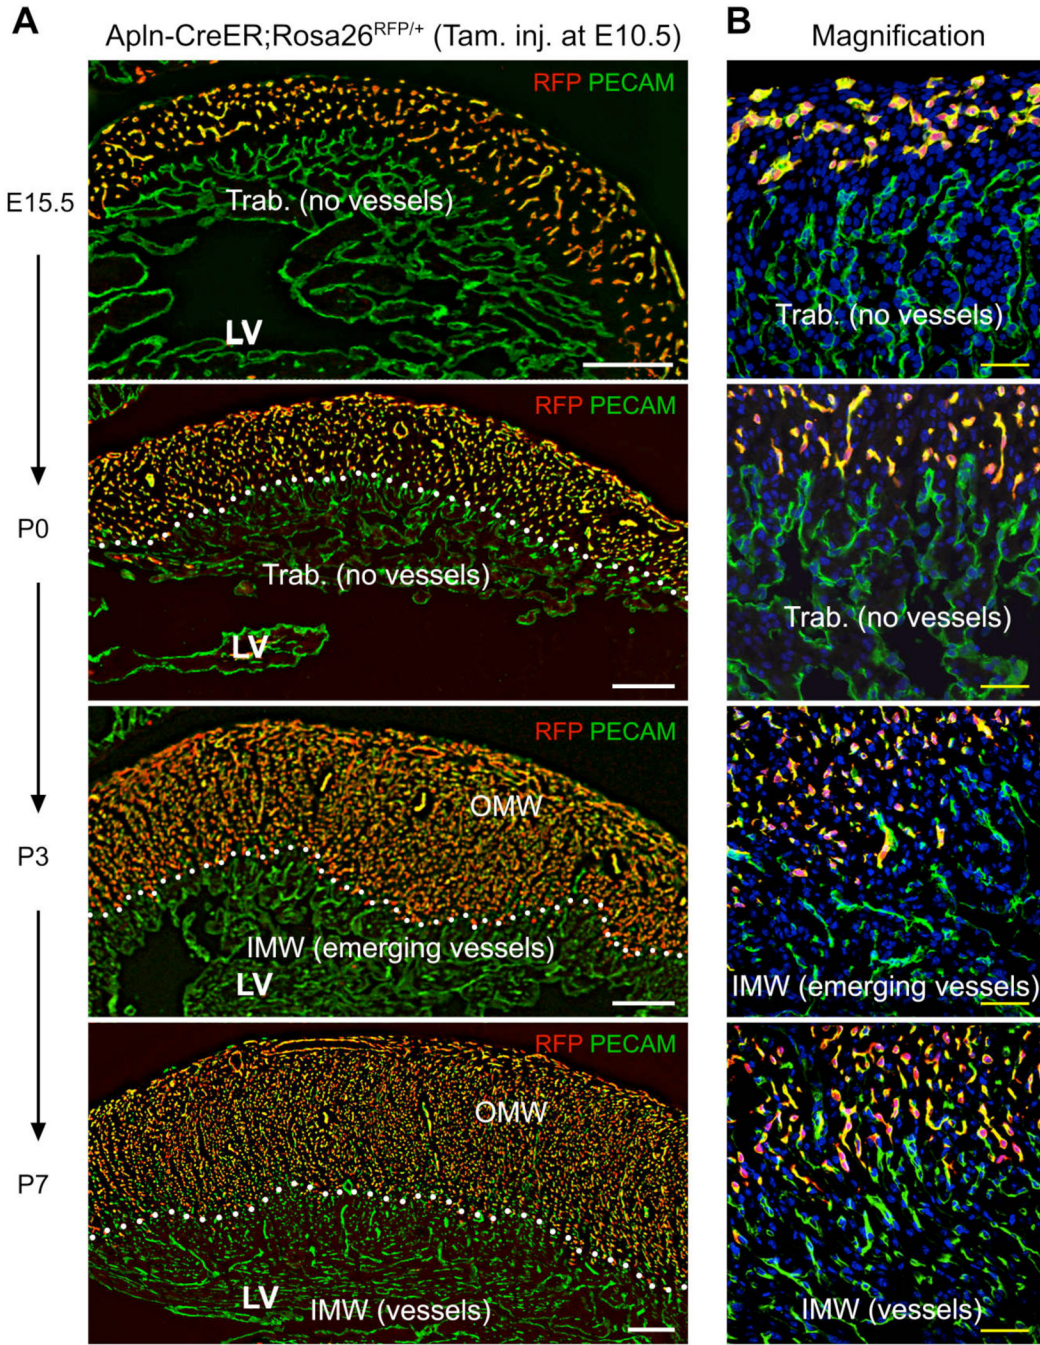 A
Apln-CreER;Rosa26RFP/+ (Tam. inj. at E10.5)
B
Magnification
E15.5
RFP PECAM
Trab. (no vessels)
LV
Trab. (no vessels)
P0
RFP PECAM
Trab. (no vessels)
LV
Trab. (no vessels)
P3
RFP PECAM
OMW
IMW (emerging vessels)
LV
IMW (emerging vessels)
P7
RFP PECAM
OMW
LV
IMW (vessels)
IMW (vessels)